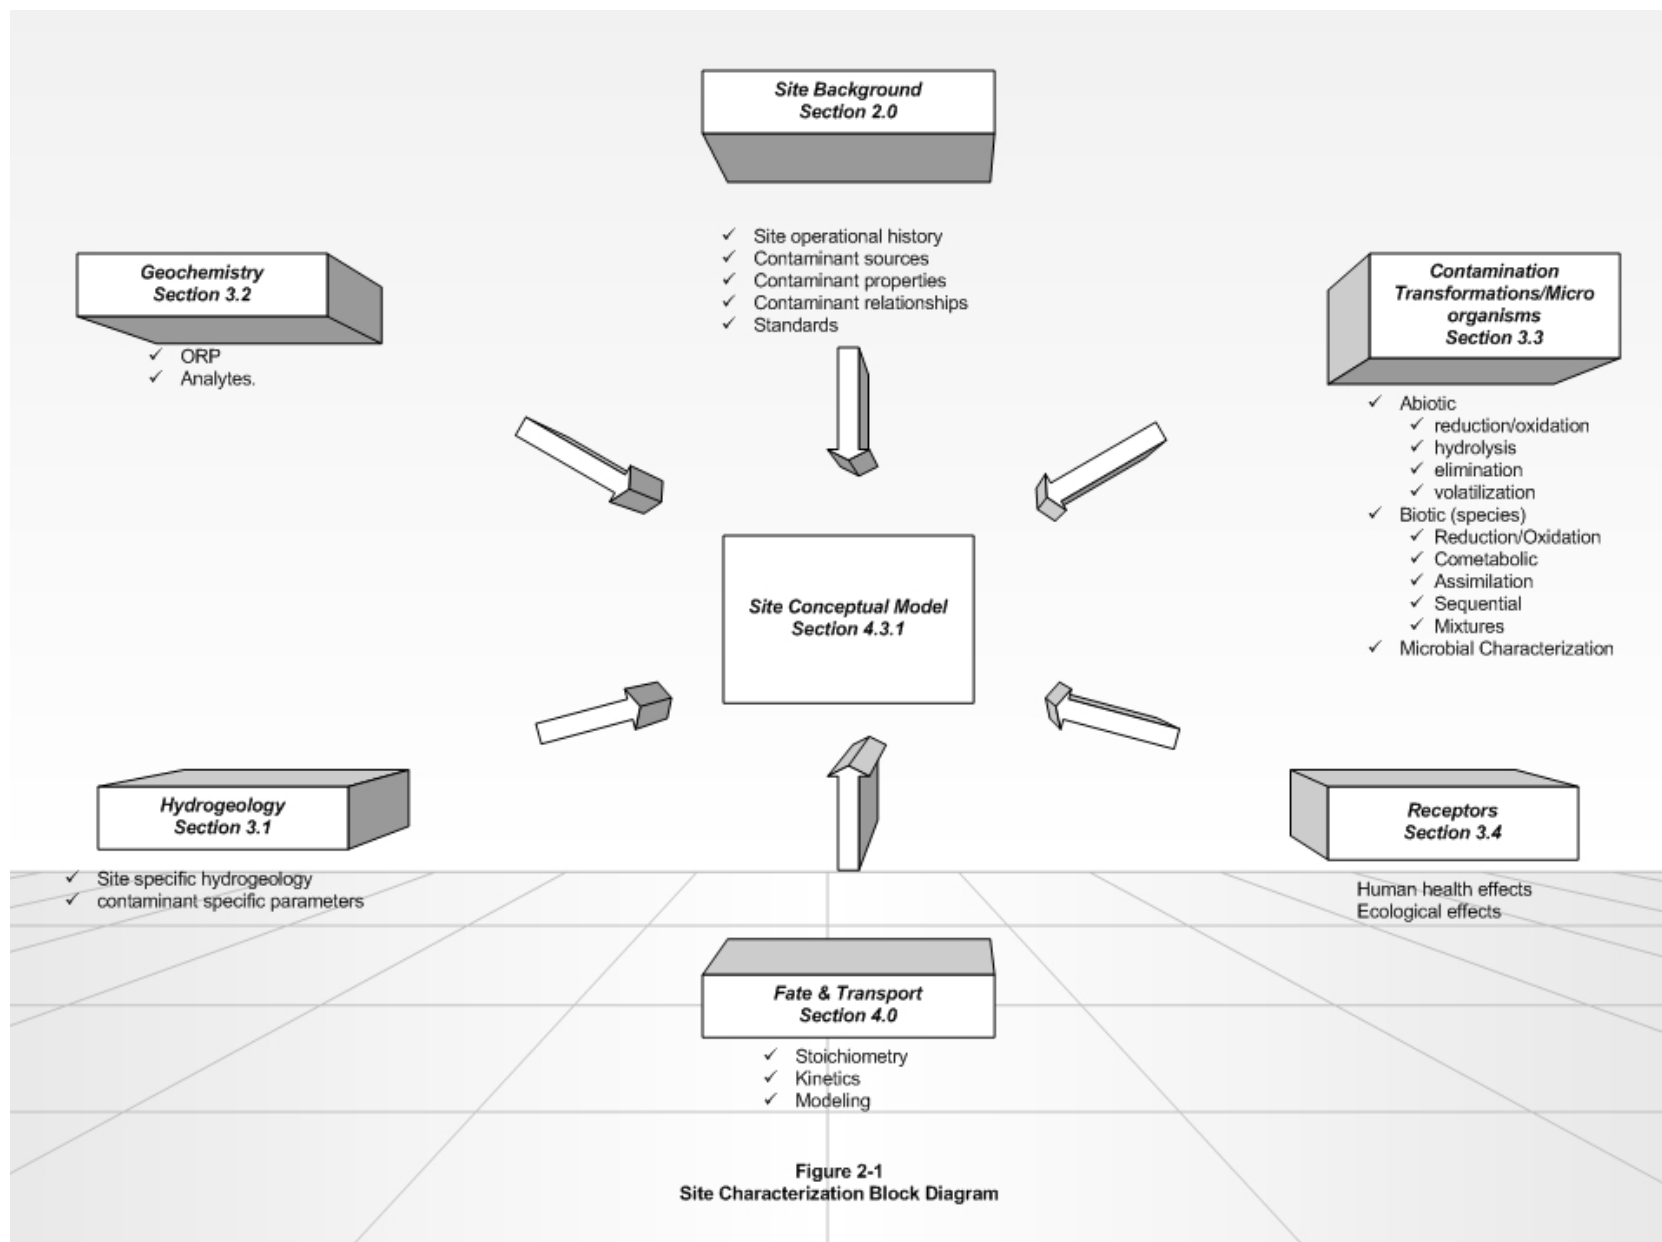 Site Background
Section 2.0
✓ Site operational history
✓ Contaminant sources
✓ Contaminant properties
✓ Contaminant relationships
✓ Standards
Geochemistry
Section 3.2
✓ ORP
✓ Analytes.
Contamination
Transformations/Micro
organisms
Section 3.3
✓ Abiotic
✓ reduction/oxidation
✓ hydrolysis
✓ elimination
✓ volatilization
✓ Biotic (species)
✓ Reduction/Oxidation
✓ Cometabolic
✓ Assimilation
✓ Sequential
✓ Mixtures
✓ Microbial Characterization
Site Conceptual Model
Section 4.3.1
Hydrogeology
Section 3.1
✓ Site specific hydrogeology
✓ contaminant specific parameters
Receptors
Section 3.4
Human health effects
Ecological effects
Fate & Transport
Section 4.0
✓ Stoichiometry
✓ Kinetics
✓ Modeling
Figure 2-1
Site Characterization Block Diagram